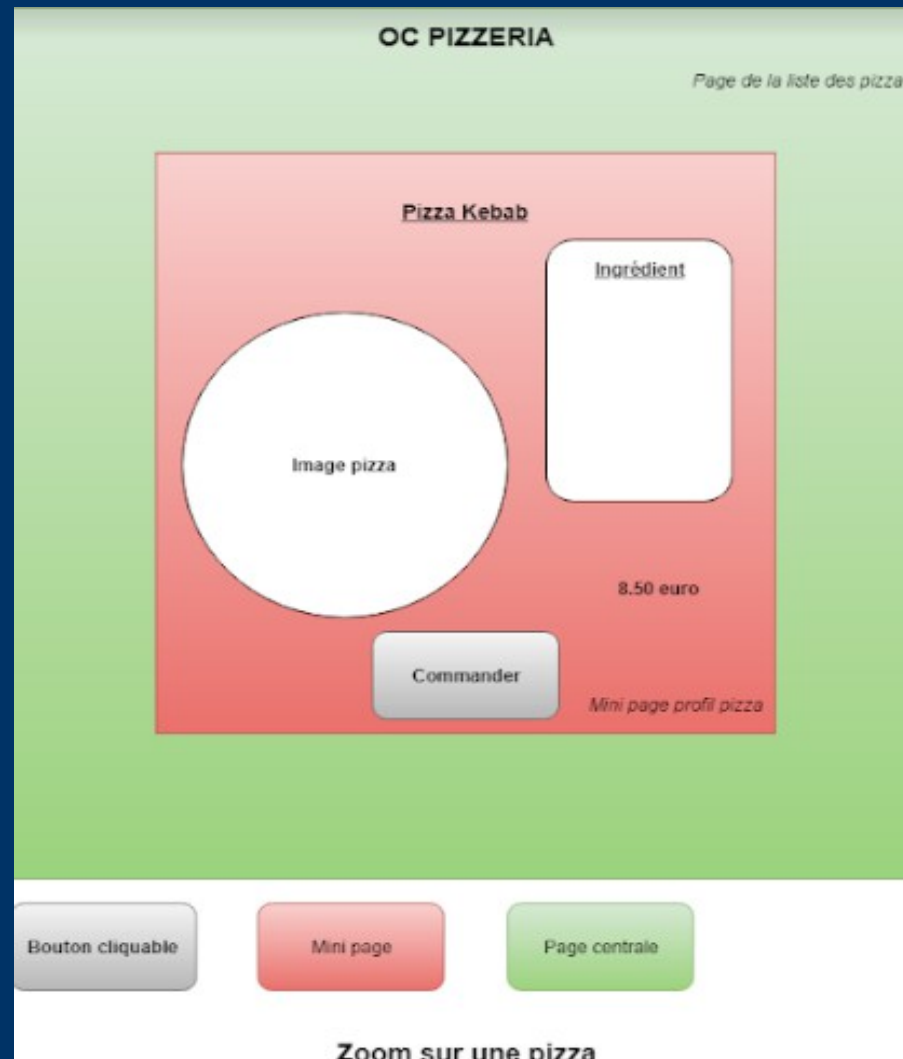 OC PIZZERIA
Page de la liste des pizza
Pizza Kebab
Ingrédient
Image pizza
8.50 euro
Commander
Mini page profil pizza
Bouton cliquable
Mini page
Page centrale
Zoom sur une pizza